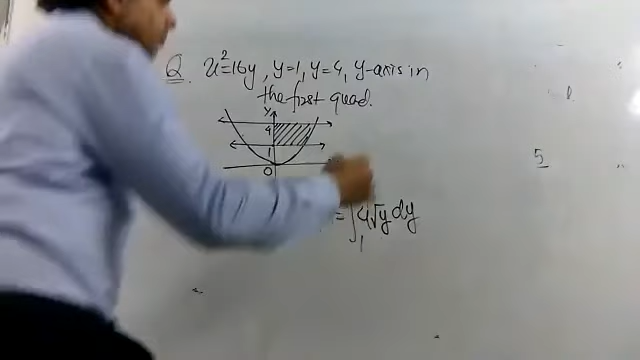 Q. x²=16y, y=1, y=4, y-axis in
the first quad.
y
4
1
0
= ∫ 4√y dy
1
5